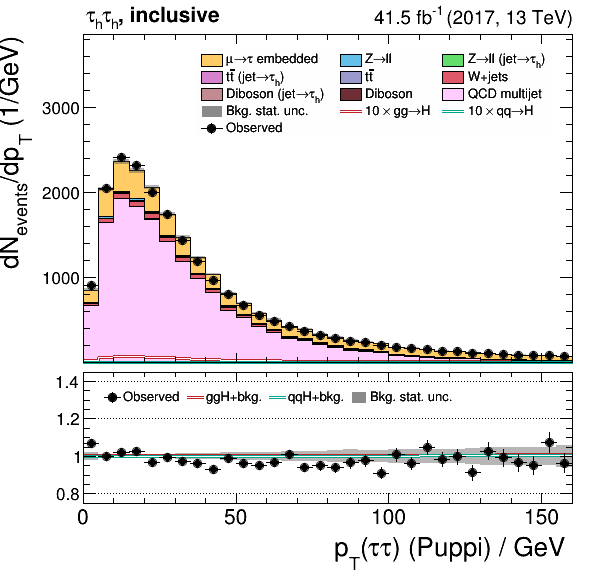 τhτh, inclusive 41.5 fb⁻¹ (2017, 13 TeV)
μ→τ embedded Z→ll Z→ll (jet→τh)
tt̄ (jet→τh) tt̄ W+jets
Diboson (jet→τh) Diboson QCD multijet
Bkg. stat. unc. 10 × gg→H 10 × qq→H
Observed
dNevents/dpT (1/GeV)
3000
2000
1000
1.4
Observed ggH+bkg. qqH+bkg. Bkg. stat. unc.
1.2
1
0.8
0 50 100 150
pT(ττ) (Puppi) / GeV